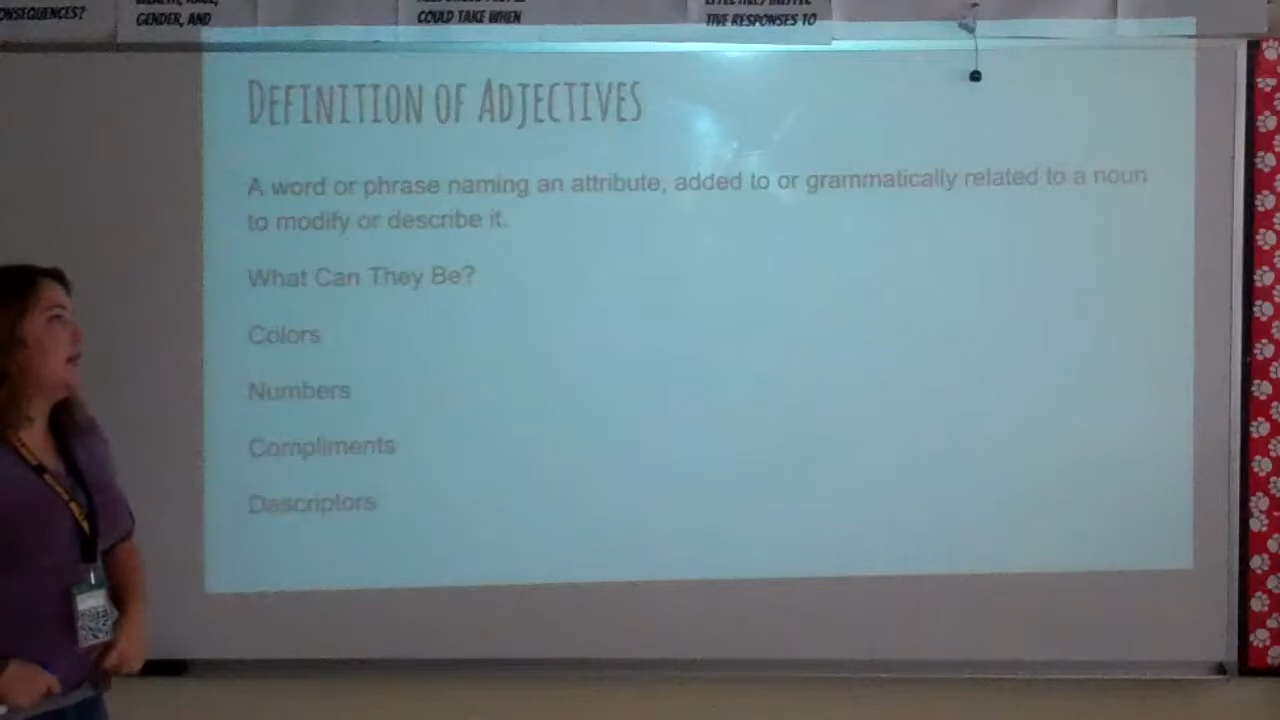 ONSEQUENCES?
GENDER, AND
COULD TAKE WHEN
TIVE RESPONSES TO
DEFINITION OF ADJECTIVES
A word or phrase naming an attribute, added to or grammatically related to a noun
to modify or describe it.
What Can They Be?
Colors
Numbers
Compliments
Descriptors